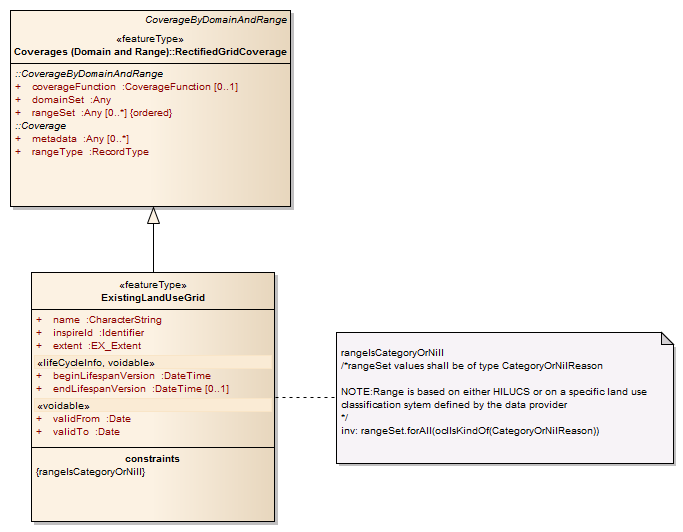 CoverageByDomainAndRange
«featureType»
Coverages (Domain and Range)::RectifiedGridCoverage
::CoverageByDomainAndRange
+ coverageFunction :CoverageFunction [0..1]
+ domainSet :Any
+ rangeSet :Any [0..*] {ordered}
::Coverage
+ metadata :Any [0..*]
+ rangeType :RecordType
«featureType»
ExistingLandUseGrid
+ name :CharacterString
+ inspireId :Identifier
+ extent :EX_Extent
«lifeCycleInfo, voidable»
+ beginLifespanVersion :DateTime
+ endLifespanVersion :DateTime [0..1]
«voidable»
+ validFrom :Date
+ validTo :Date
constraints
{rangeIsCategoryOrNill}
rangeIsCategoryOrNill
/*rangeSet values shall be of type CategoryOrNilReason
NOTE:Range is based on either HILUCS or on a specific land use
classification sytem defined by the data provider
*/
inv: rangeSet.forAll(oclIsKindOf(CategoryOrNilReason))